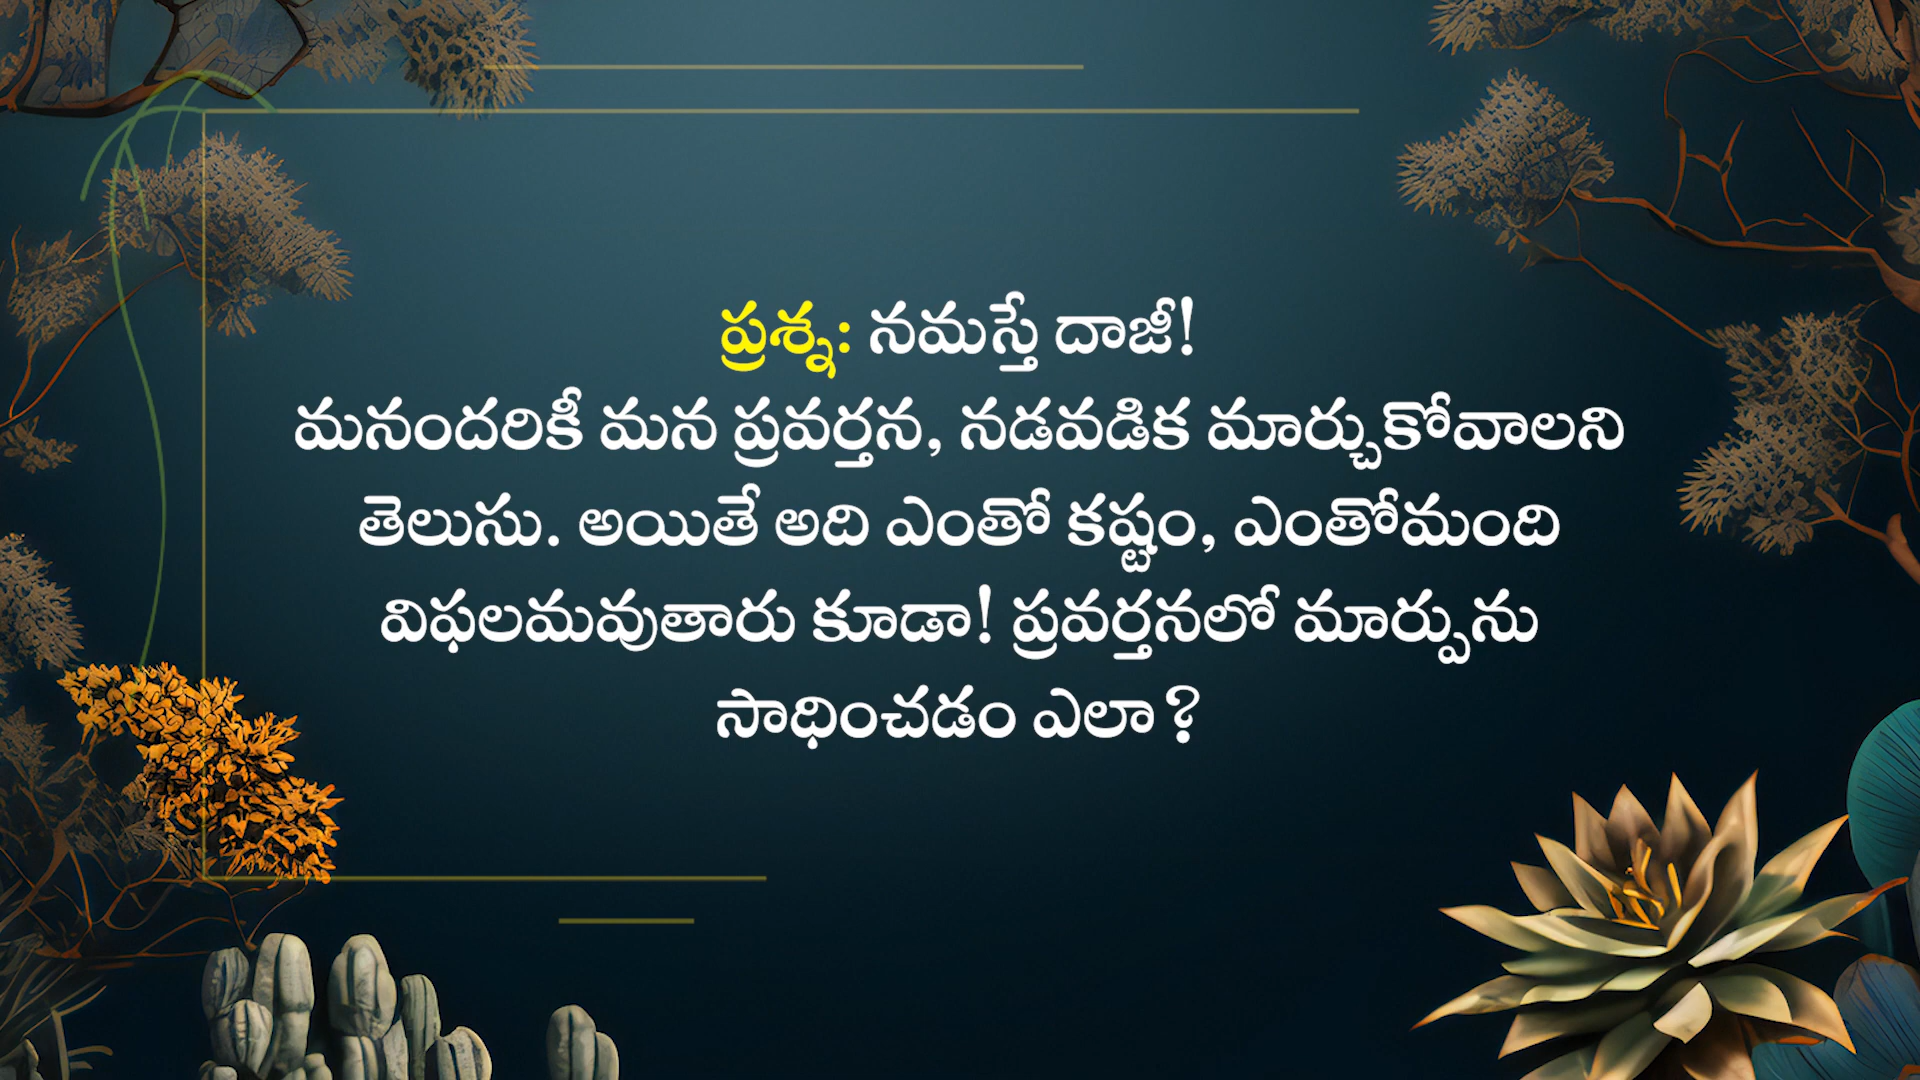 ప్రశ్న: నమస్తే దాజీ!
మనందరికీ మన ప్రవర్తన, నడవడిక మార్చుకోవాలని
తెలుసు. అయితే అది ఎంతో కష్టం, ఎంతోమంది
విఫలమవుతారు కూడా! ప్రవర్తనలో మార్పును
సాధించడం ఎలా?